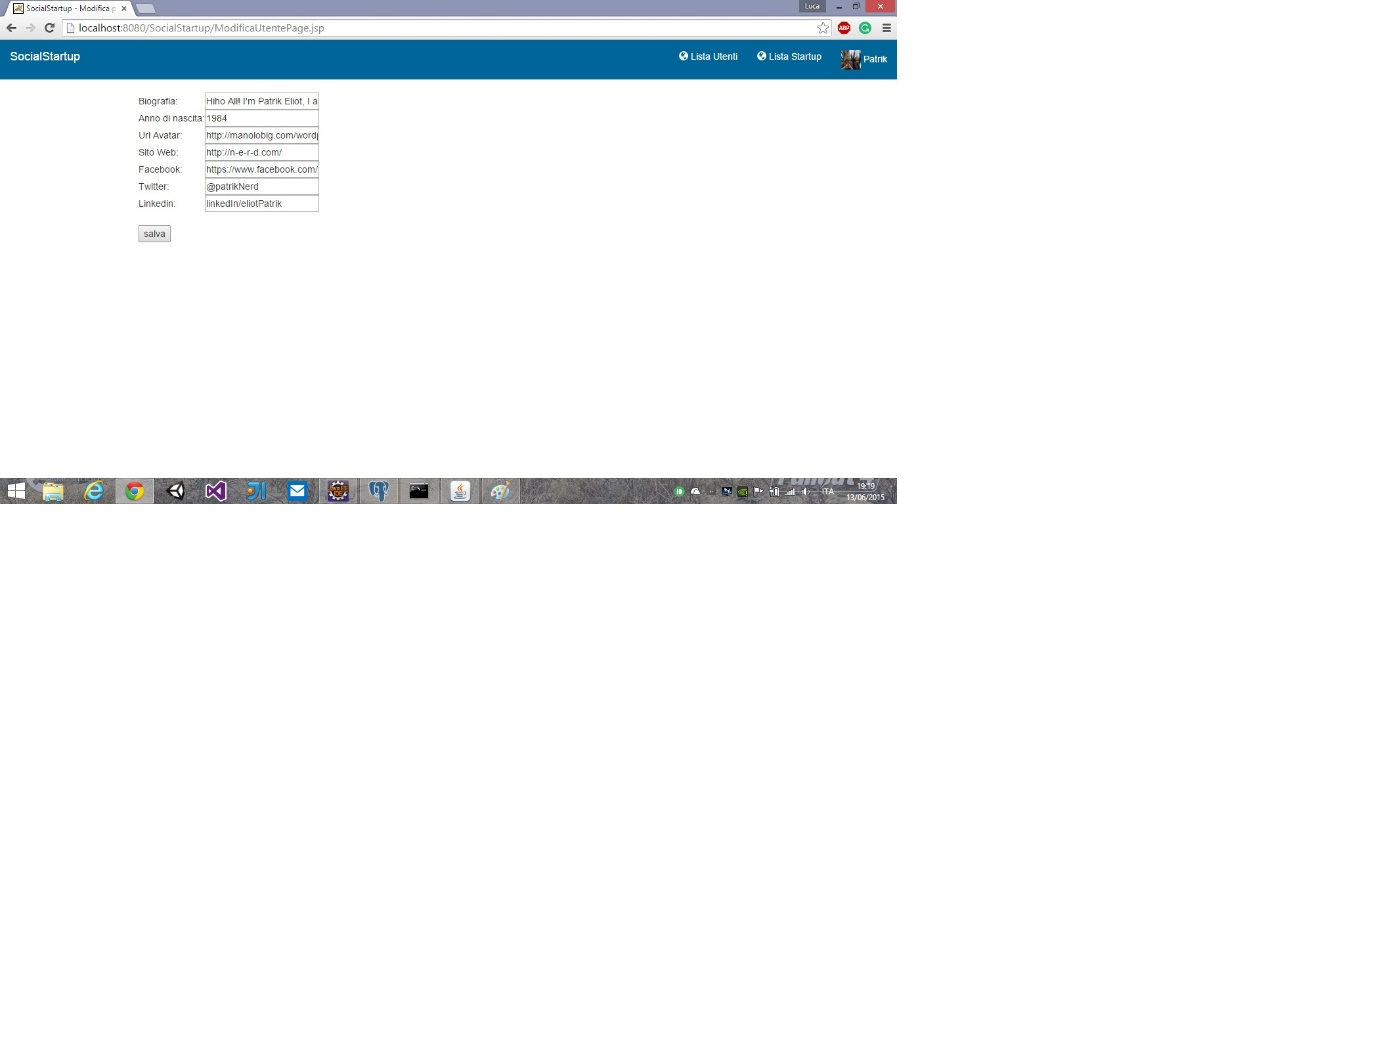 SocialStartup - Modifica p
Luca
localhost:8080/SocialStartup/ModificaUtentePage.jsp
ABP
SocialStartup
Lista Utenti
Lista Startup
Patrik
Biografia: Hiho All! I'm Patrik Eliot, I a
Anno di nascita: 1984
Url Avatar: http://manolobig.com/wordp
Sito Web: http://n-e-r-d.com/
Facebook: https://www.facebook.com/
Twitter: @patrikNerd
Linkedin: linkedIn/eliotPatrik
salva
ITA
19:19
13/06/2015